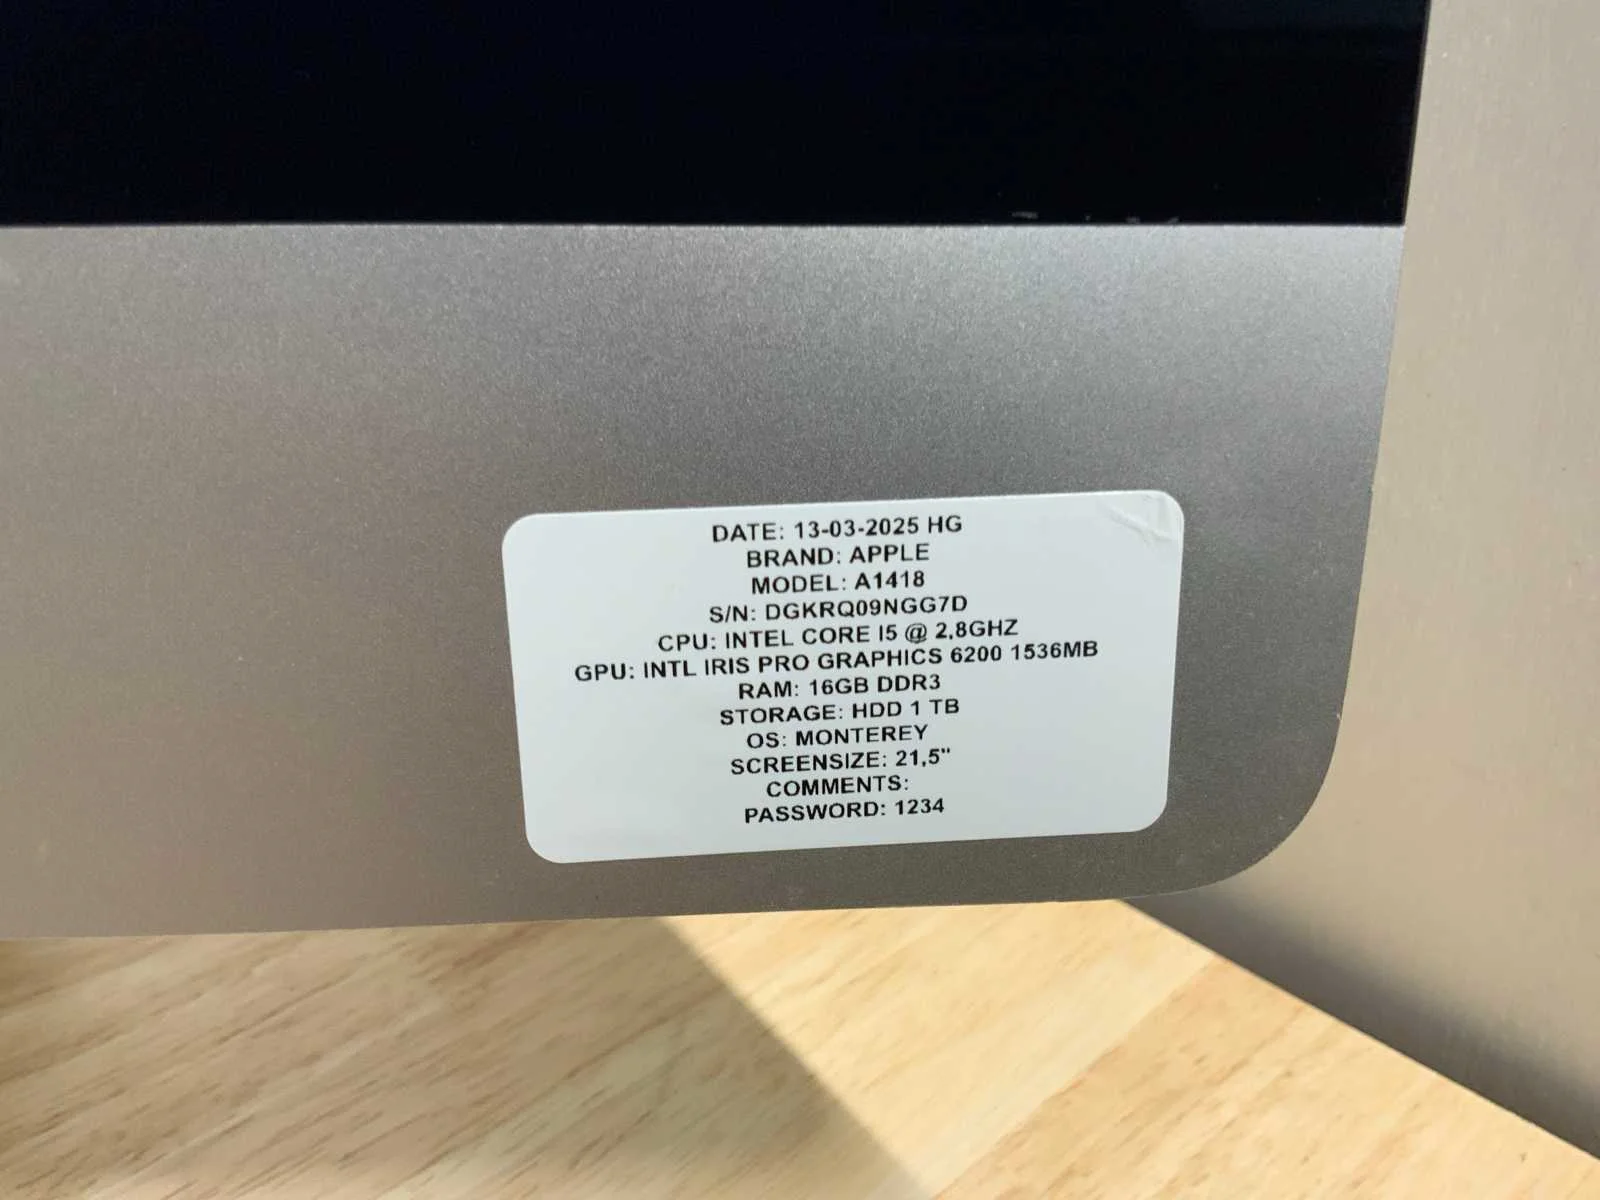 DATE: 13-03-2025 HG
BRAND: APPLE
MODEL: A1418
S/N: DGKRQ09NGG7D
CPU: INTEL CORE I5 @ 2,8GHZ
GPU: INTL IRIS PRO GRAPHICS 6200 1536MB
RAM: 16GB DDR3
STORAGE: HDD 1 TB
OS: MONTEREY
SCREENSIZE: 21,5"
COMMENTS:
PASSWORD: 1234